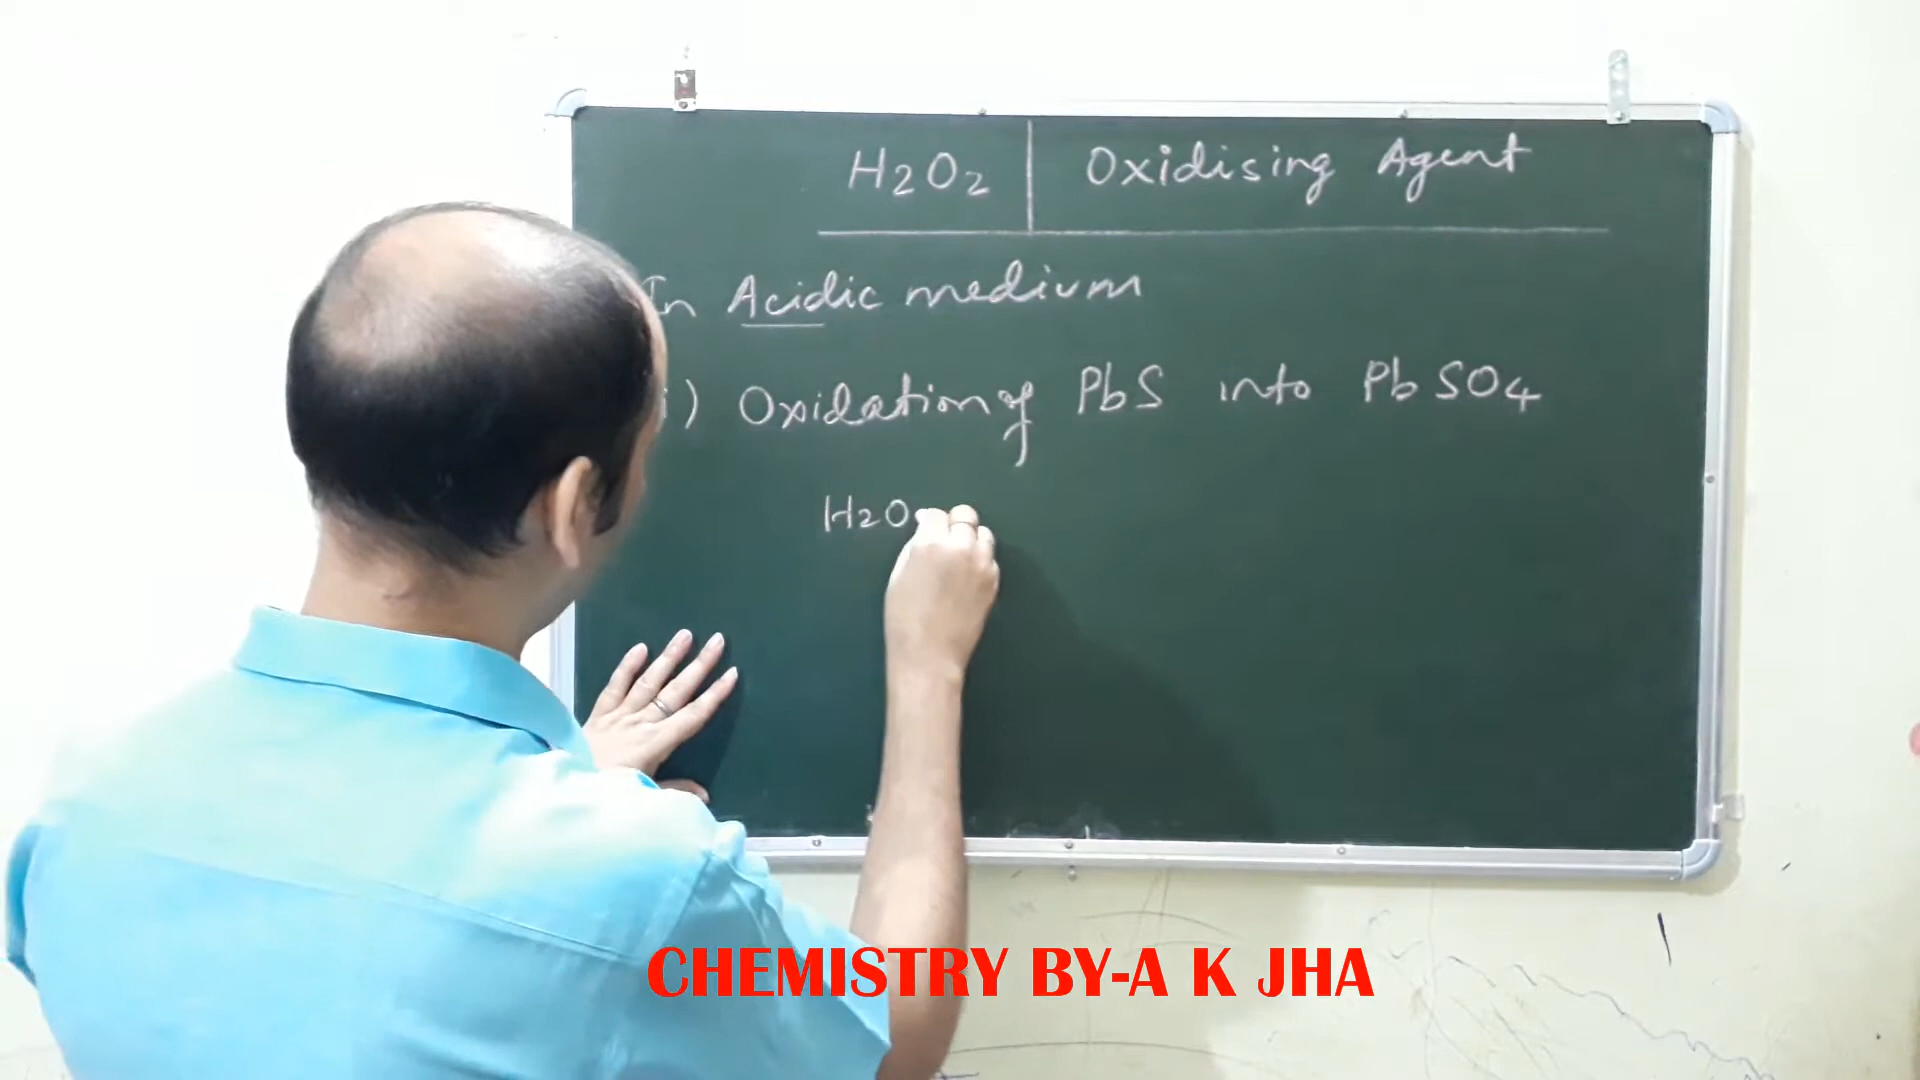 H2O2 | Oxidising Agent
In Acidic medium
i) Oxidation of PbS into PbSO4
H2O
CHEMISTRY BY-A K JHA